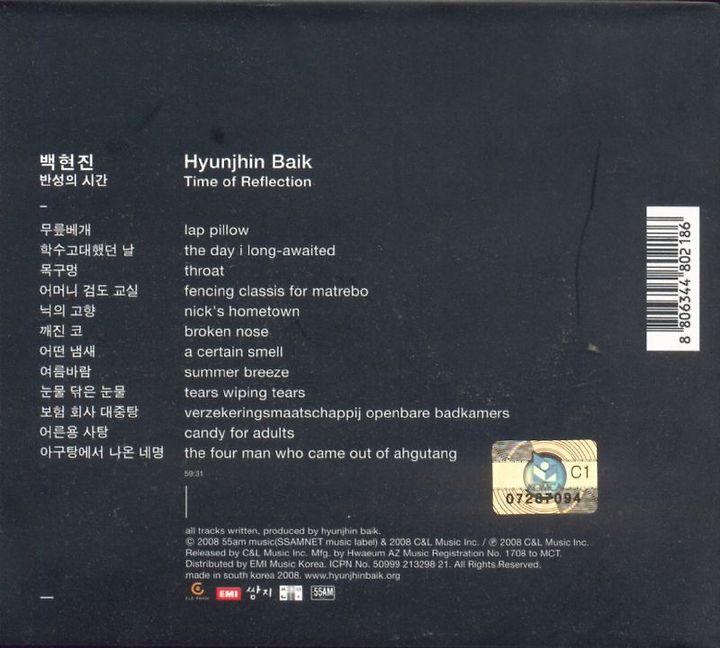 백현진 Hyunjhin Baik
반성의 시간 Time of Reflection
무릎베개 lap pillow
학수고대했던 날 the day i long-awaited
목구멍 throat
어머니 검도 교실 fencing classis for matrebo
닉의 고향 nick's hometown
깨진 코 broken nose
어떤 냄새 a certain smell
여름바람 summer breeze
눈물 닦은 눈물 tears wiping tears
보험 회사 대중탕 verzekeringsmaatschappij openbare badkamers
어른용 사탕 candy for adults
아구탕에서 나온 네명 the four man who came out of ahgutang
59:31
all tracks written, produced by hyunjhin baik.
© 2008 55am music(SSAMNET music label) & 2008 C&L Music Inc. / ℗ 2008 C&L Music Inc.
Released by C&L Music Inc. Mfg. by Hwaeum AZ Music Registration No. 1708 to MCT.
Distributed by EMI Music Korea. ICPN No. 50999 213298 21. All Rights Reserved.
made in south korea 2008. www.hyunjhinbaik.org
EMI 쌈지 55AM
C1
07287094
8 806344 802186